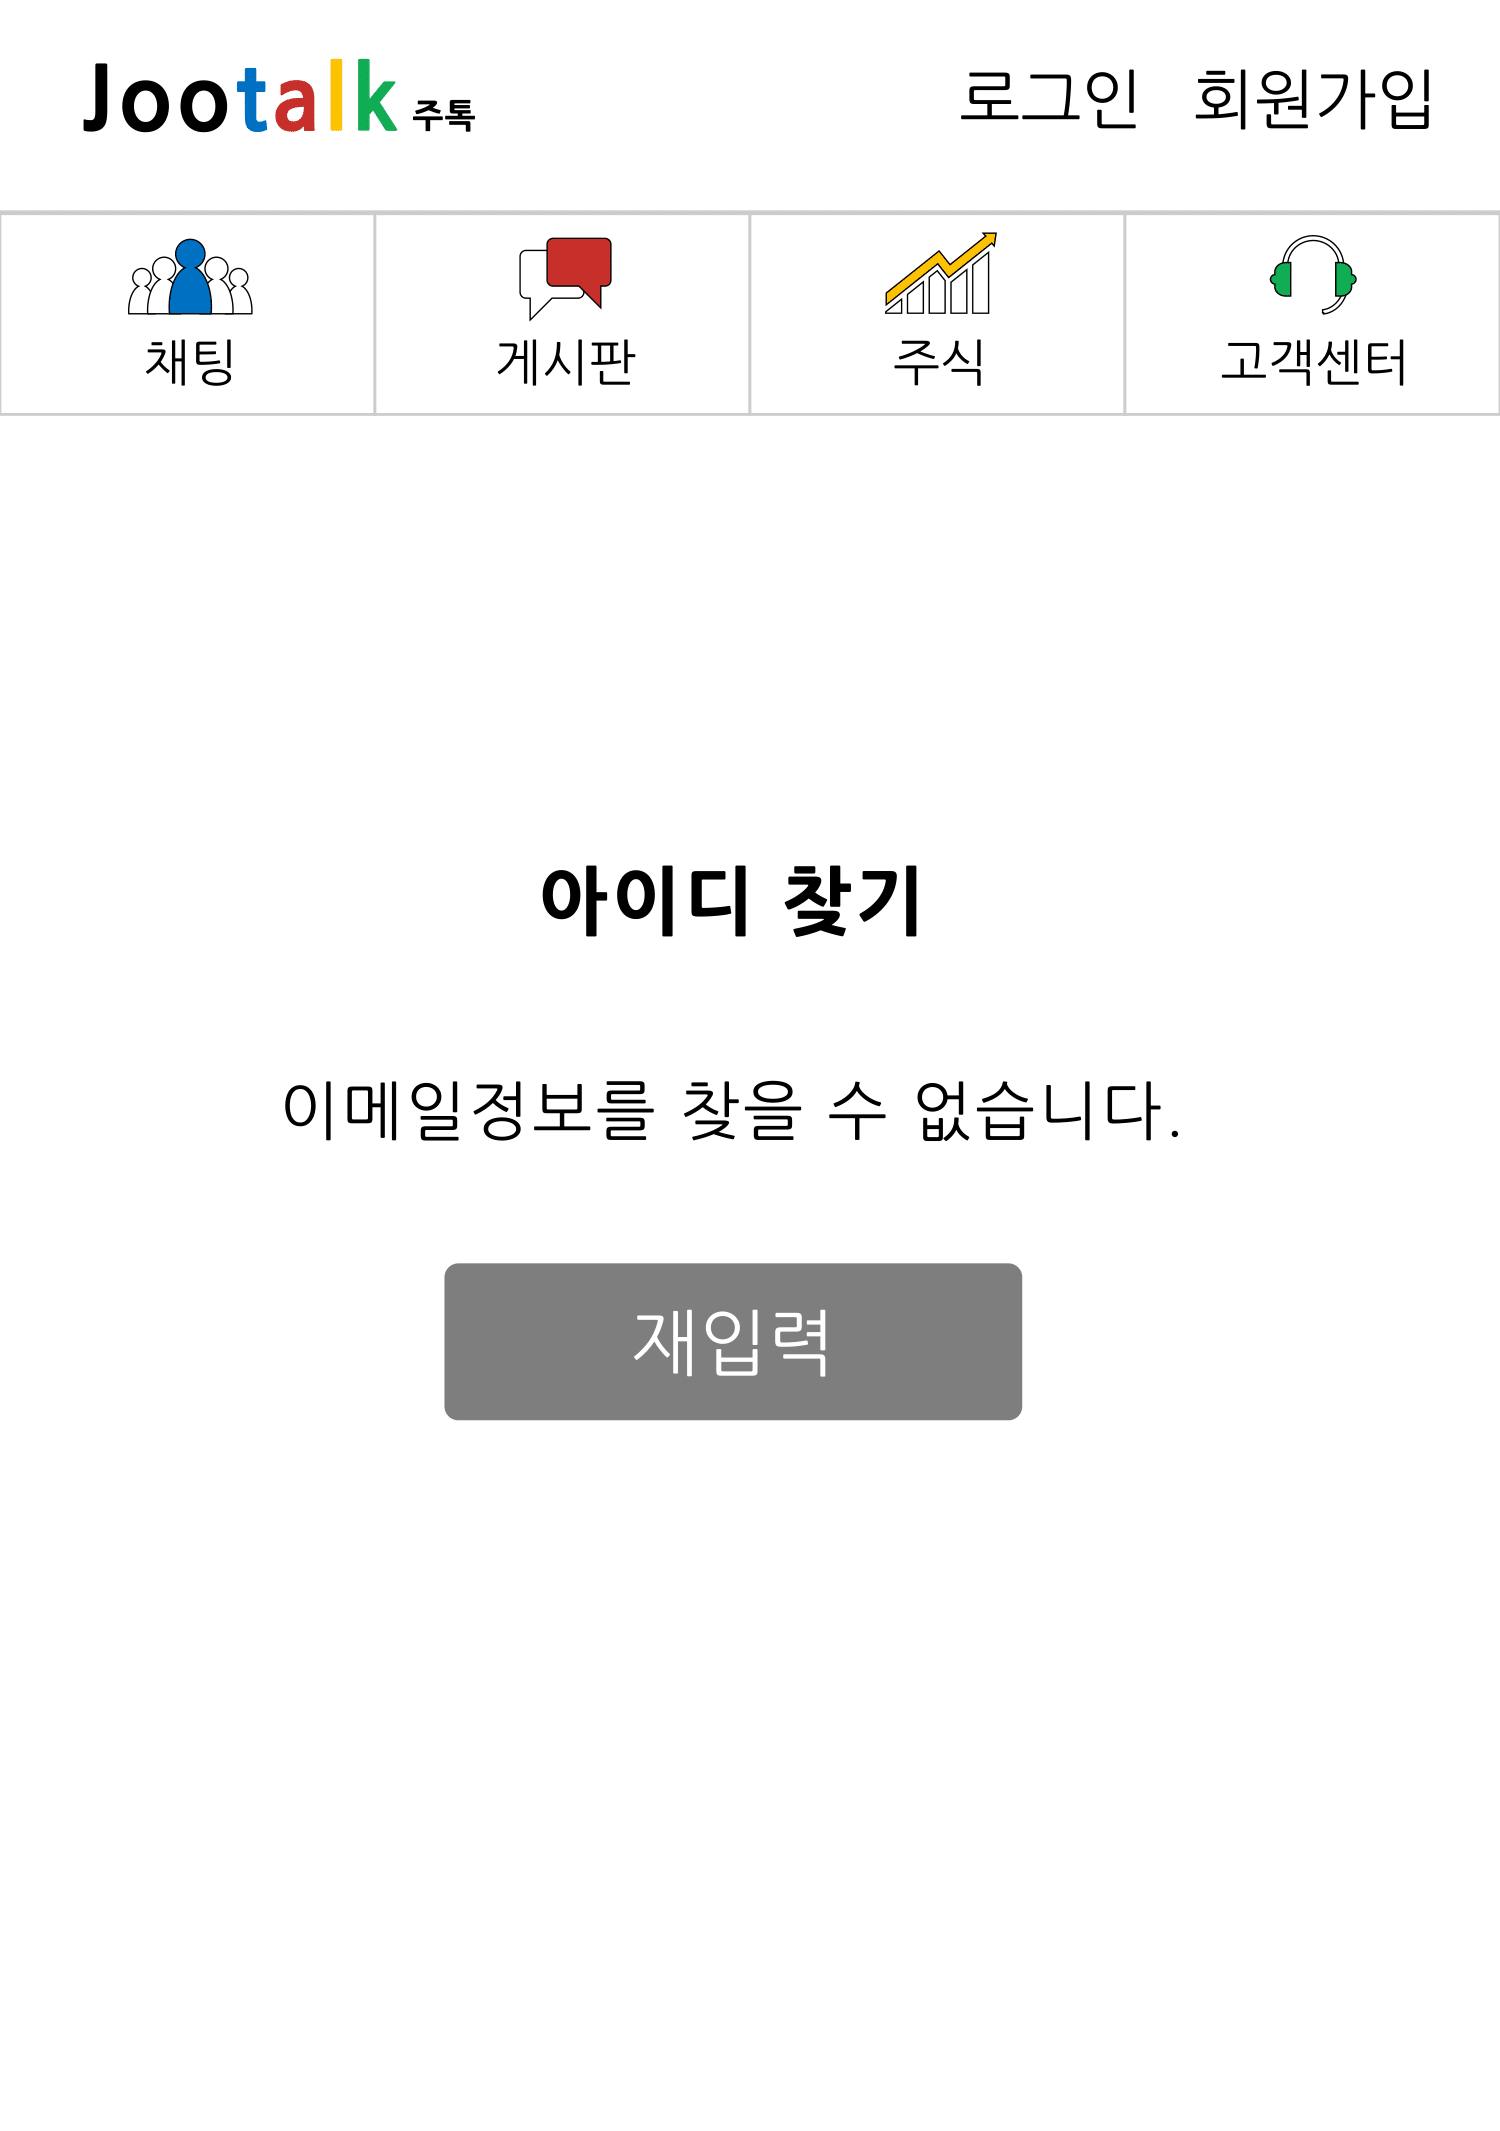 Jootalk 주톡
로그인 회원가입
채팅 게시판 주식 고객센터
아이디 찾기
이메일정보를 찾을 수 없습니다.
재입력